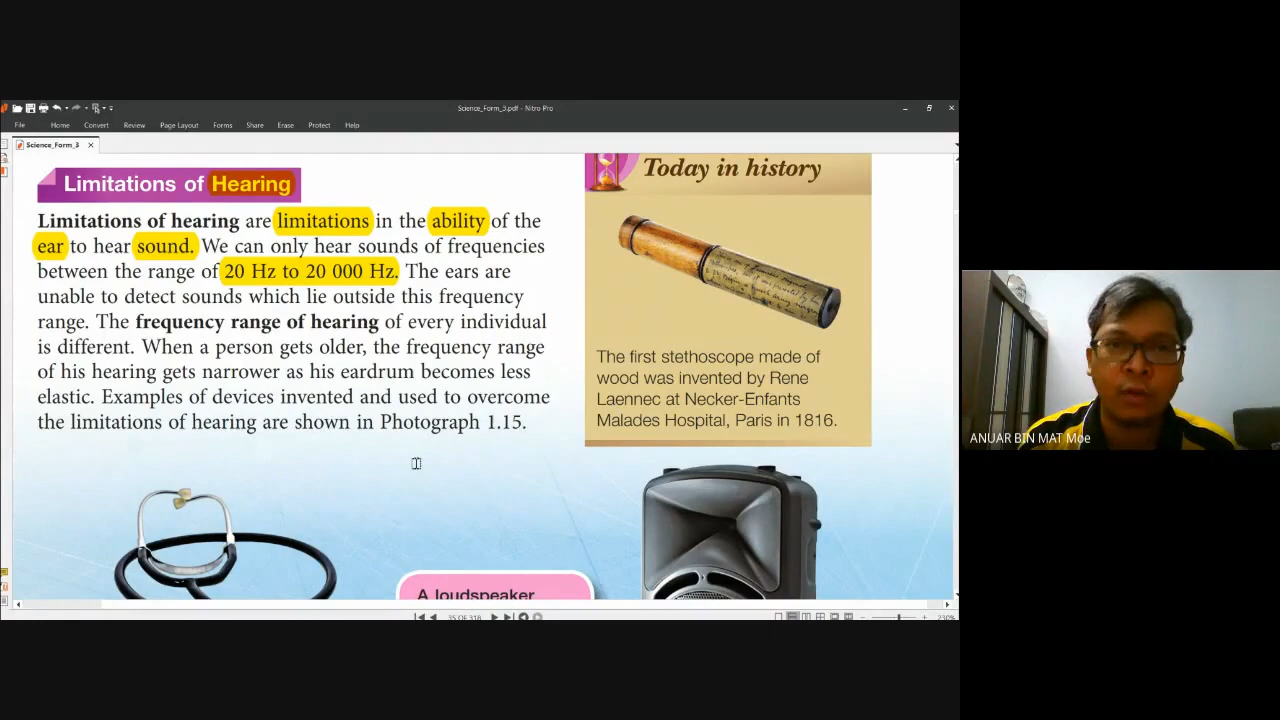 Science_Form_3.pdf - Nitro Pro
File Home Convert Review Page Layout Forms Share Erase Protect Help
Science_Form_3
Limitations of Hearing
Limitations of hearing are limitations in the ability of the
ear to hear sound. We can only hear sounds of frequencies
between the range of 20 Hz to 20 000 Hz. The ears are
unable to detect sounds which lie outside this frequency
range. The frequency range of hearing of every individual
is different. When a person gets older, the frequency range
of his hearing gets narrower as his eardrum becomes less
elastic. Examples of devices invented and used to overcome
the limitations of hearing are shown in Photograph 1.15.
Today in history
The first stethoscope made of
wood was invented by Rene
Laennec at Necker-Enfants
Malades Hospital, Paris in 1816.
A loudspeaker
35 OF 318
230%
ANUAR BIN MAT Moe